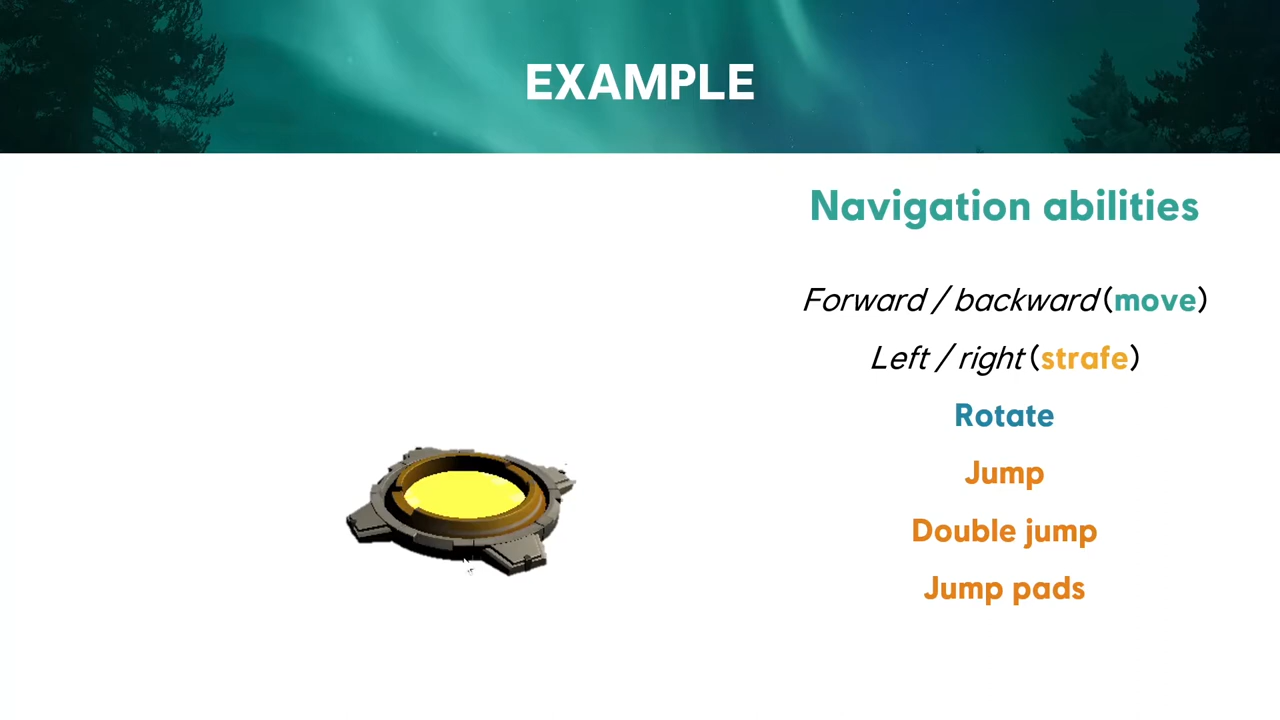 EXAMPLE
Navigation abilities
Forward / backward (move)
Left / right (strafe)
Rotate
Jump
Double jump
Jump pads